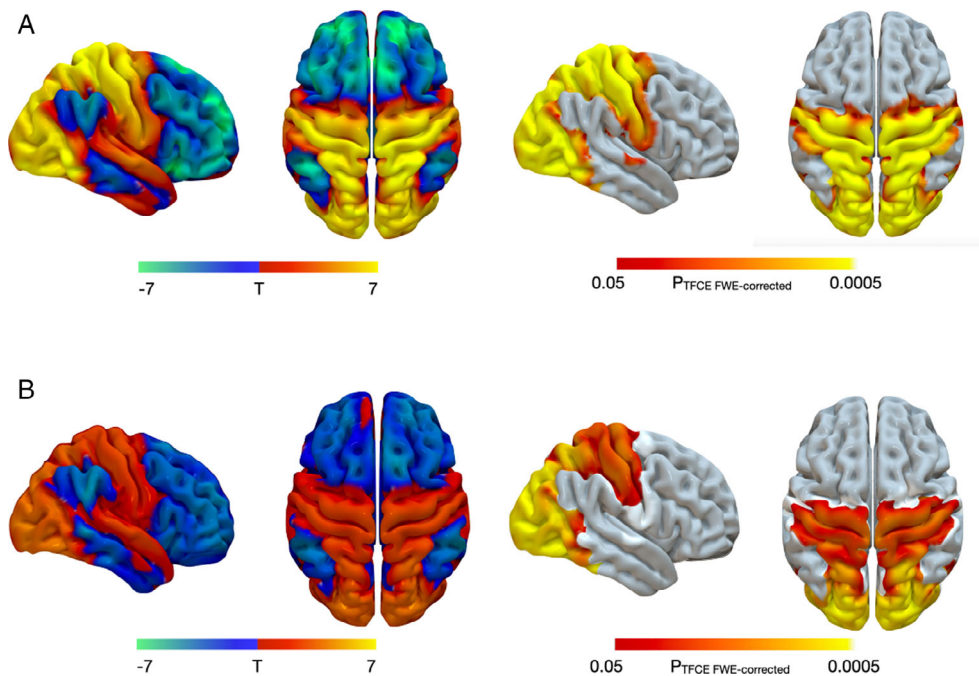 A
-7 T 7
0.05 PTFCE FWE-corrected 0.0005
B
-7 T 7
0.05 PTFCE FWE-corrected 0.0005